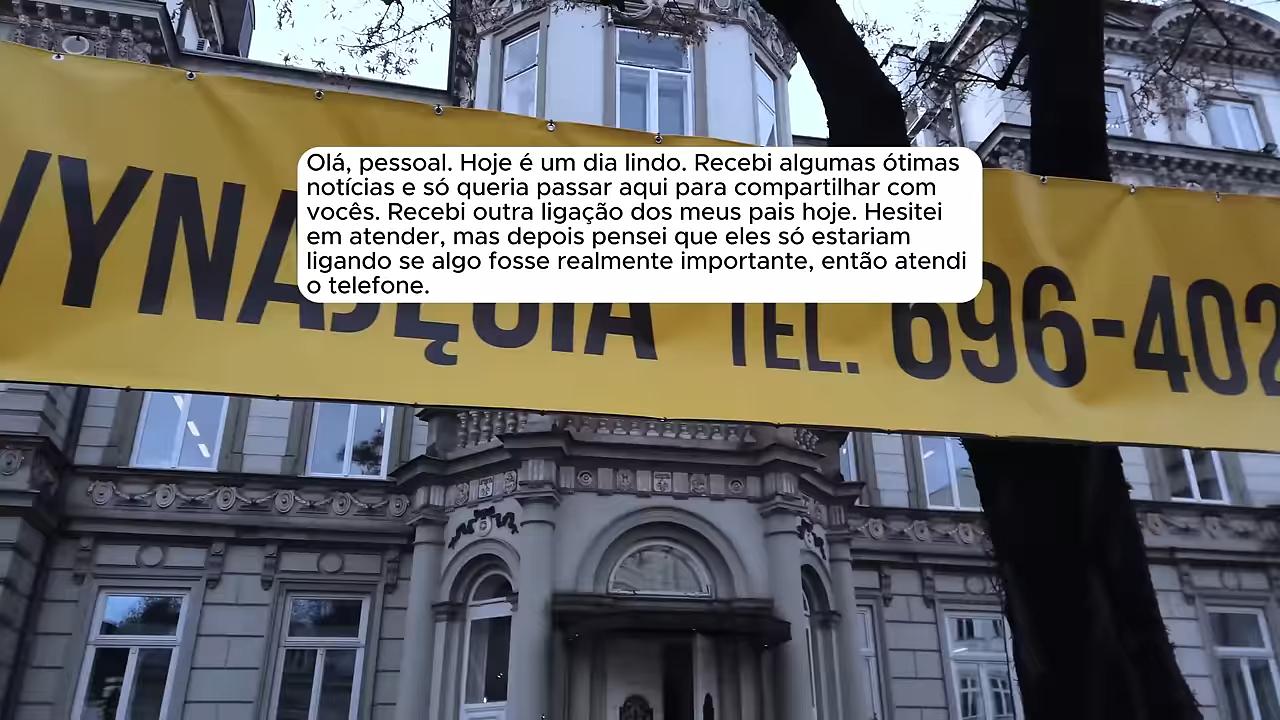 Olá, pessoal. Hoje é um dia lindo. Recebi algumas ótimas
notícias e só queria passar aqui para compartilhar com
vocês. Recebi outra ligação dos meus pais hoje. Hesitei
em atender, mas depois pensei que eles só estariam
ligando se algo fosse realmente importante, então atendi
o telefone.
WYNAJĘCIA TEL. 696-402